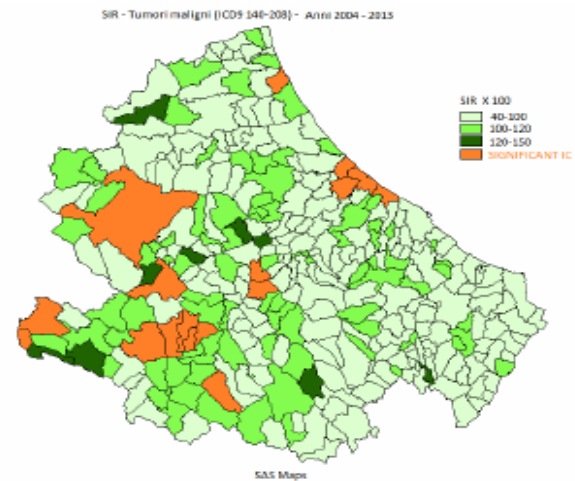 SIR - Tumori maligni (ICD9 140-208) - Anni 2004 - 2013
SIR X 100
40-100
100-120
120-150
SIGNIFICANT IC
SAS Maps